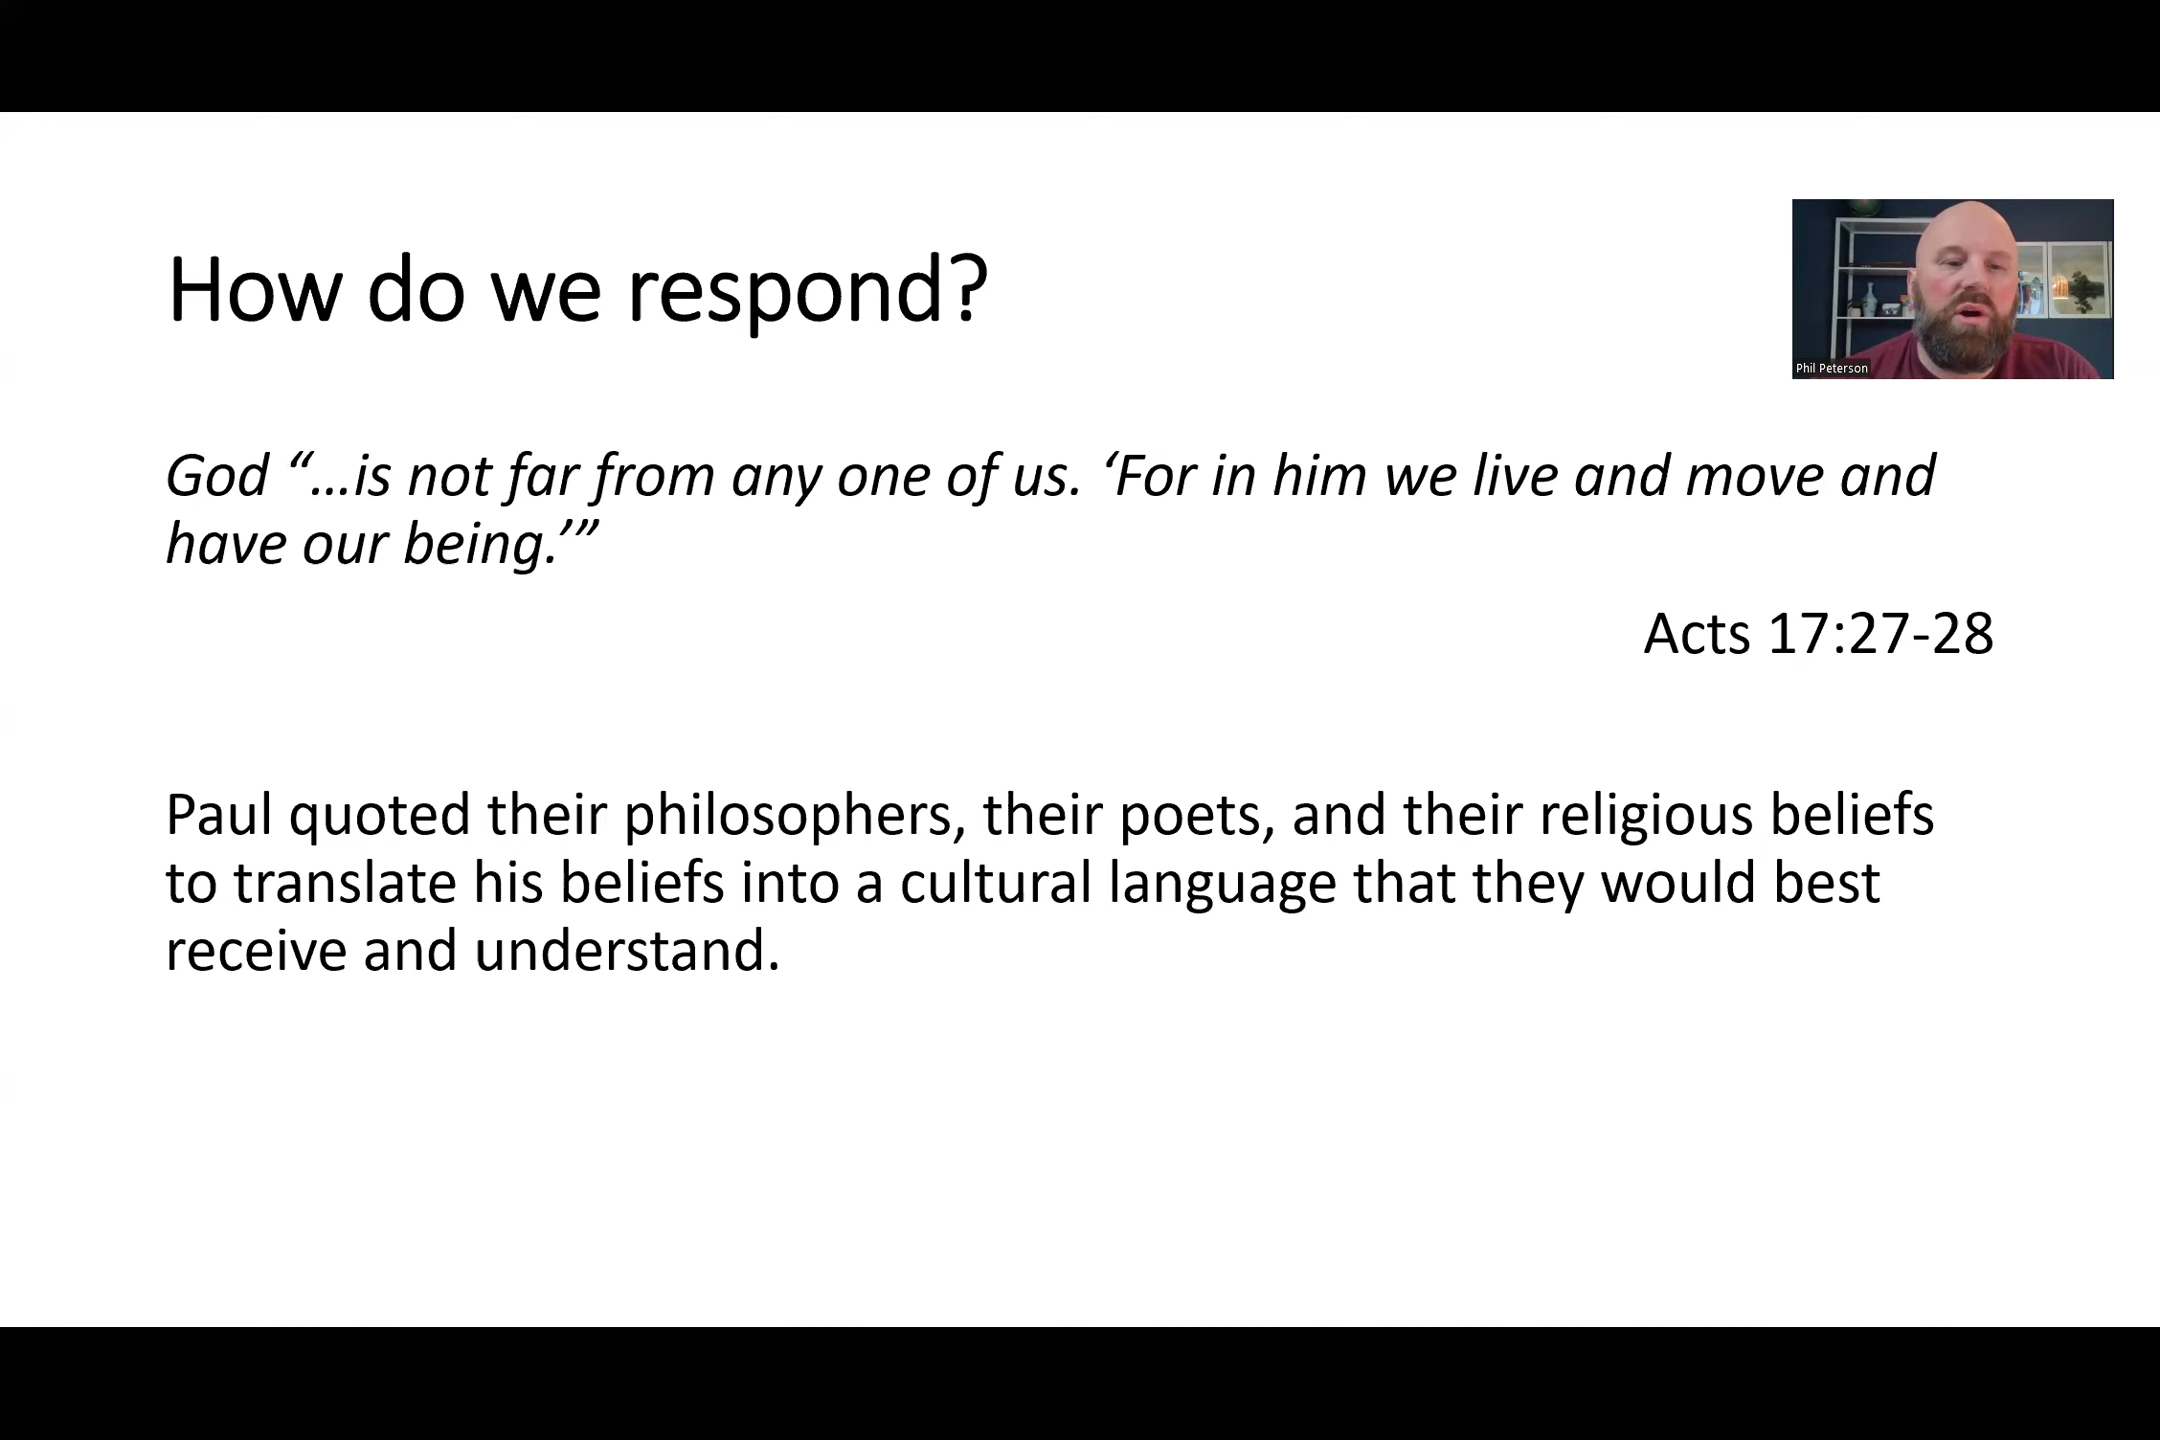 How do we respond?
Phil Peterson
God “…is not far from any one of us. ‘For in him we live and move and
have our being.’”
Acts 17:27-28
Paul quoted their philosophers, their poets, and their religious beliefs
to translate his beliefs into a cultural language that they would best
receive and understand.